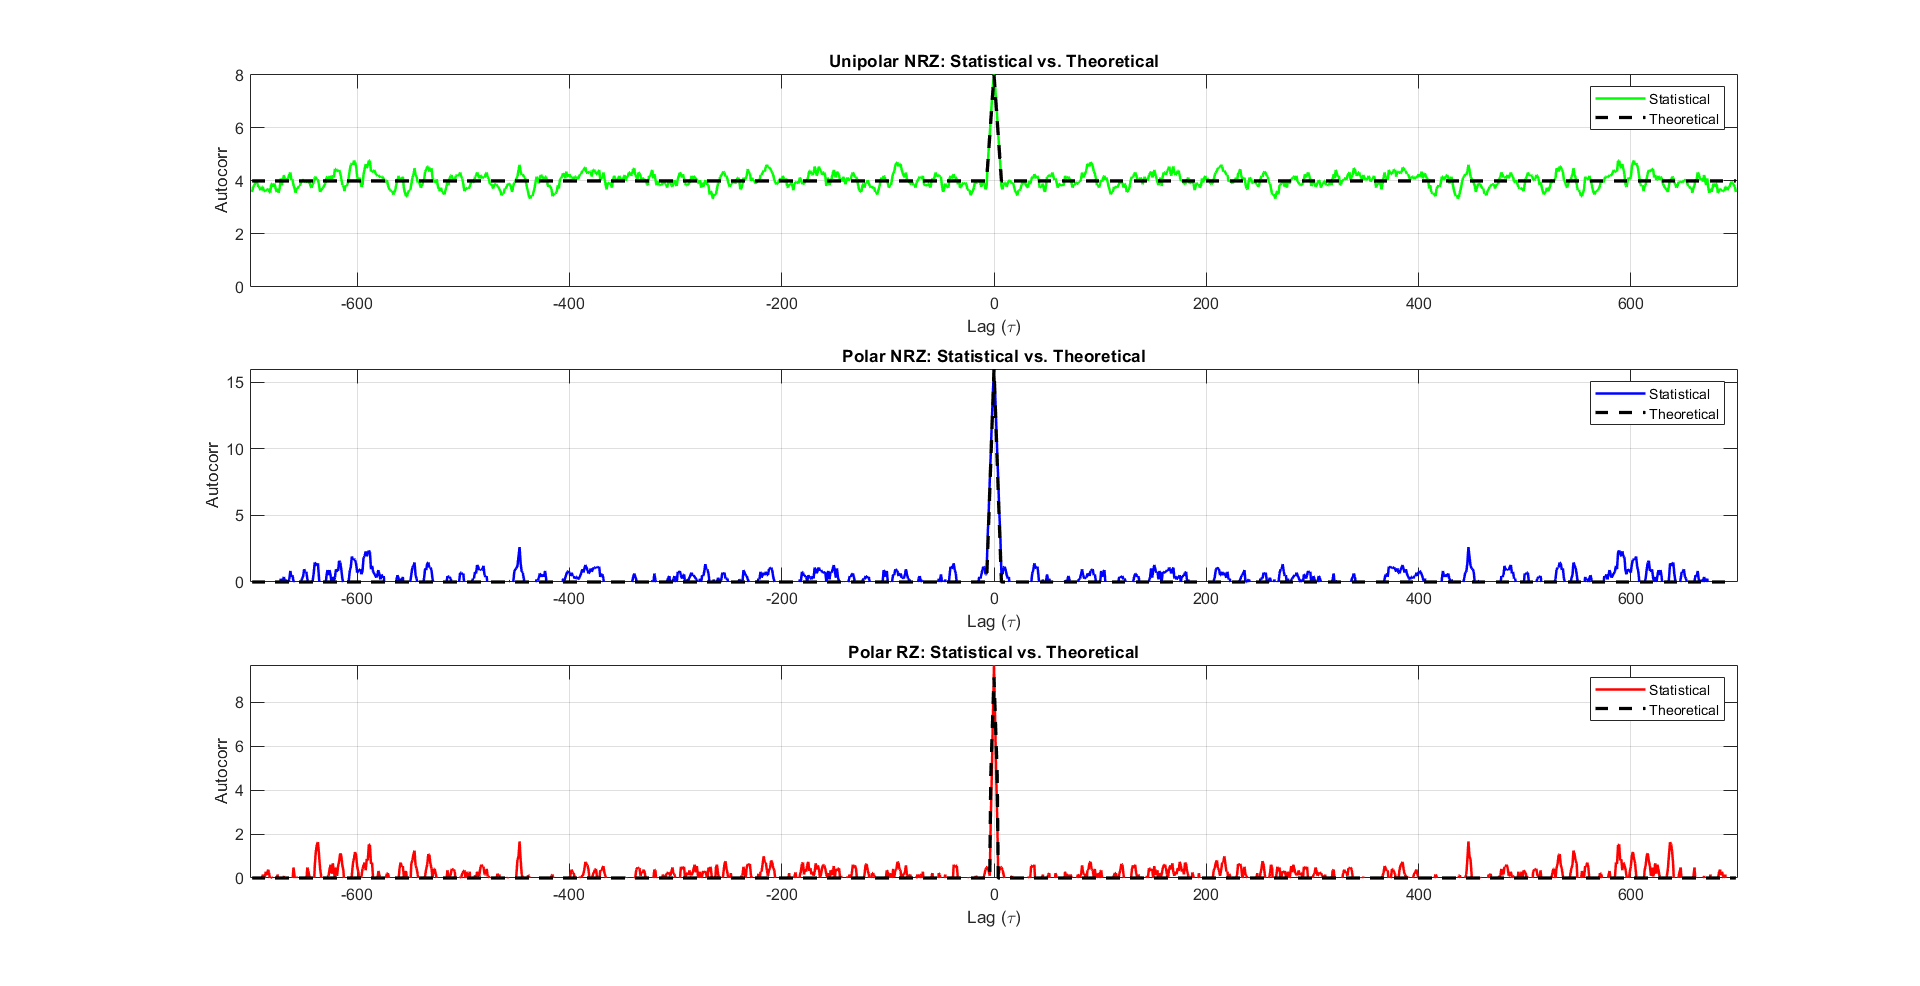 Unipolar NRZ: Statistical vs. Theoretical
8
6
4
2
0
Autocorr
Statistical
Theoretical
-600 -400 -200 0 200 400 600
Lag (τ)
Polar NRZ: Statistical vs. Theoretical
15
10
5
0
Autocorr
Statistical
Theoretical
-600 -400 -200 0 200 400 600
Lag (τ)
Polar RZ: Statistical vs. Theoretical
8
6
4
2
0
Autocorr
Statistical
Theoretical
-600 -400 -200 0 200 400 600
Lag (τ)